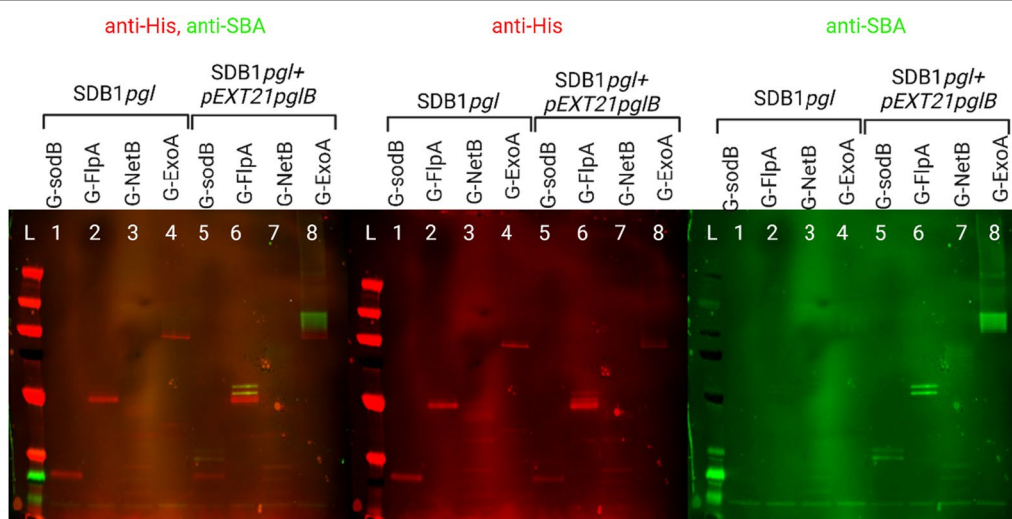 anti-His, anti-SBA
SDB1pgl
SDB1pgl+
pEXT21pglB
G-sodB
G-FlpA
G-NetB
G-ExoA
G-sodB
G-FlpA
G-NetB
G-ExoA
L 1 2 3 4 5 6 7 8
anti-His
SDB1pgl
SDB1pgl+
pEXT21pglB
G-sodB
G-FlpA
G-NetB
G-ExoA
G-sodB
G-FlpA
G-NetB
G-ExoA
L 1 2 3 4 5 6 7 8
anti-SBA
SDB1pgl
SDB1pgl+
pEXT21pglB
G-sodB
G-FlpA
G-NetB
G-ExoA
G-sodB
G-FlpA
G-NetB
G-ExoA
L 1 2 3 4 5 6 7 8